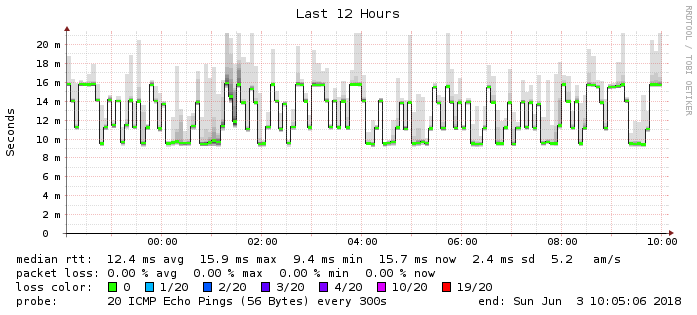 Last 12 Hours
RRDTOOL / TOBI OETIKER
Seconds
20 m
18 m
16 m
14 m
12 m
10 m
8 m
6 m
4 m
2 m
0
00:00 02:00 04:00 06:00 08:00 10:00
median rtt: 12.4 ms avg 15.9 ms max 9.4 ms min 15.7 ms now 2.4 ms sd 5.2 am/s
packet loss: 0.00 % avg 0.00 % max 0.00 % min 0.00 % now
loss color: 0 1/20 2/20 3/20 4/20 10/20 19/20
probe: 20 ICMP Echo Pings (56 Bytes) every 300s end: Sun Jun 3 10:05:06 2018